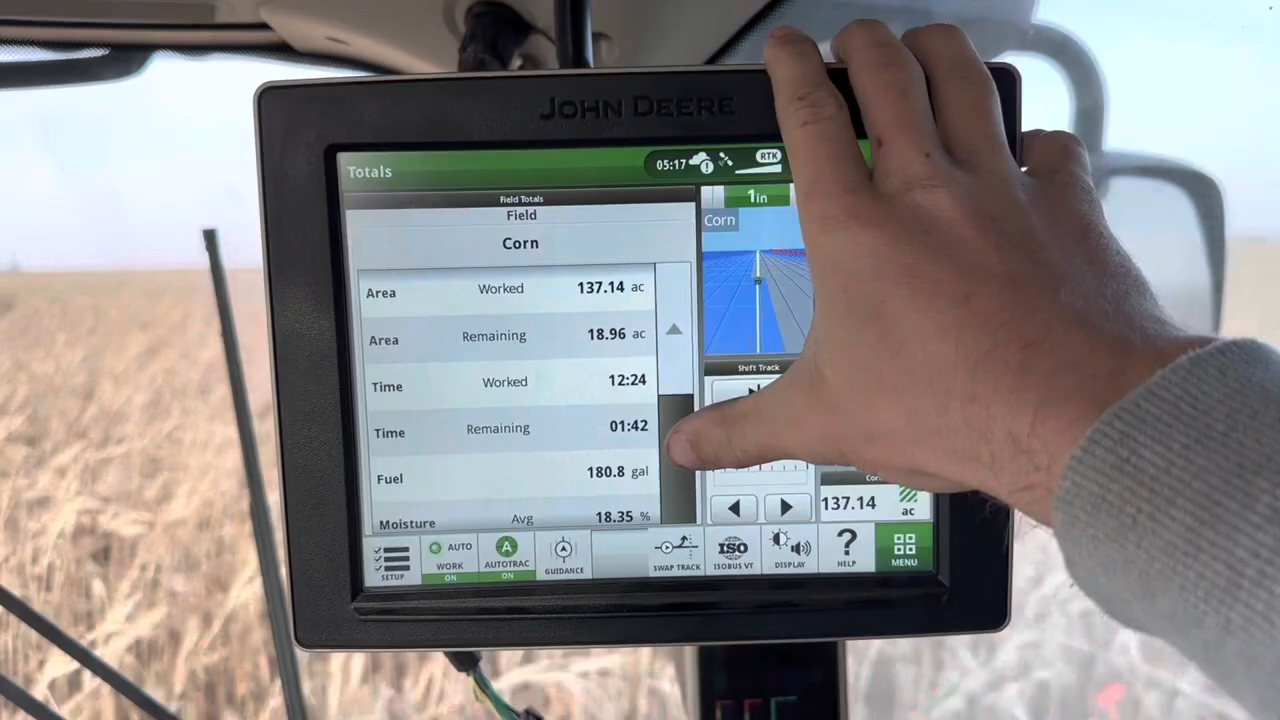 JOHN DEERE
Totals
05:17
RTK
Field Totals
Field
Corn
Area Worked 137.14 ac
Area Remaining 18.96 ac
Time Worked 12:24
Time Remaining 01:42
Fuel 180.8 gal
Moisture Avg 18.35 %
1in
Corn
Shift Track
137.14
ac
SETUP
AUTO
WORK
ON
A
AUTOTRAC
ON
GUIDANCE
SWAP TRACK
ISO
ISOBUS VT
DISPLAY
?
HELP
MENU